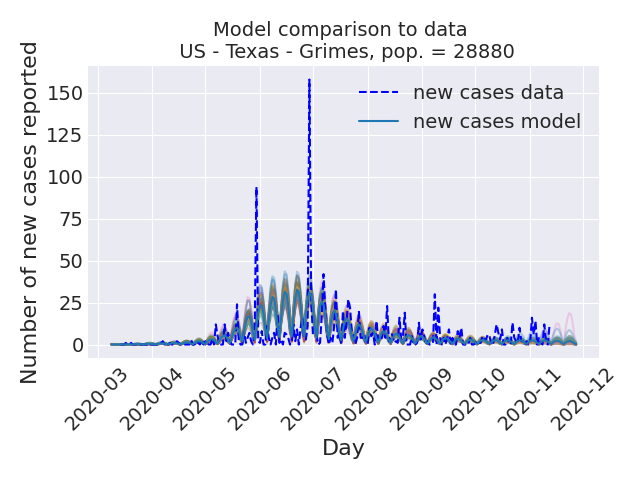 Model comparison to data
US - Texas - Grimes, pop. = 28880
Number of new cases reported
150
125
100
75
50
25
0
new cases data
new cases model
2020-03
2020-04
2020-05
2020-06
2020-07
2020-08
2020-09
2020-10
2020-11
2020-12
Day